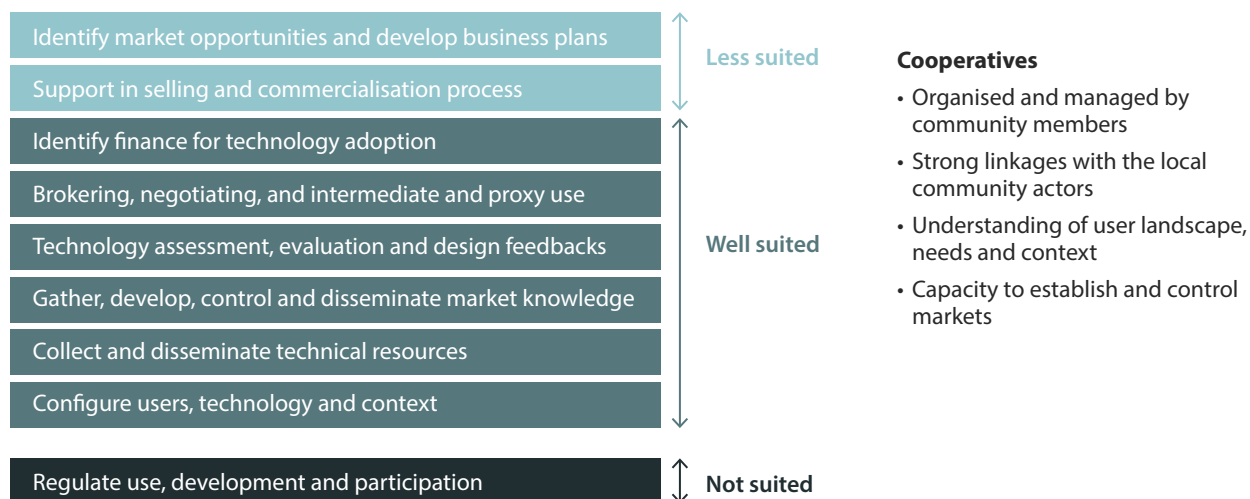 Identify market opportunities and develop business plans
Support in selling and commercialisation process
Less suited
Identify finance for technology adoption
Brokering, negotiating, and intermediate and proxy use
Technology assessment, evaluation and design feedbacks
Gather, develop, control and disseminate market knowledge
Collect and disseminate technical resources
Configure users, technology and context
Well suited
Regulate use, development and participation
Not suited
Cooperatives
• Organised and managed by
community members
• Strong linkages with the local
community actors
• Understanding of user landscape,
needs and context
• Capacity to establish and control
markets